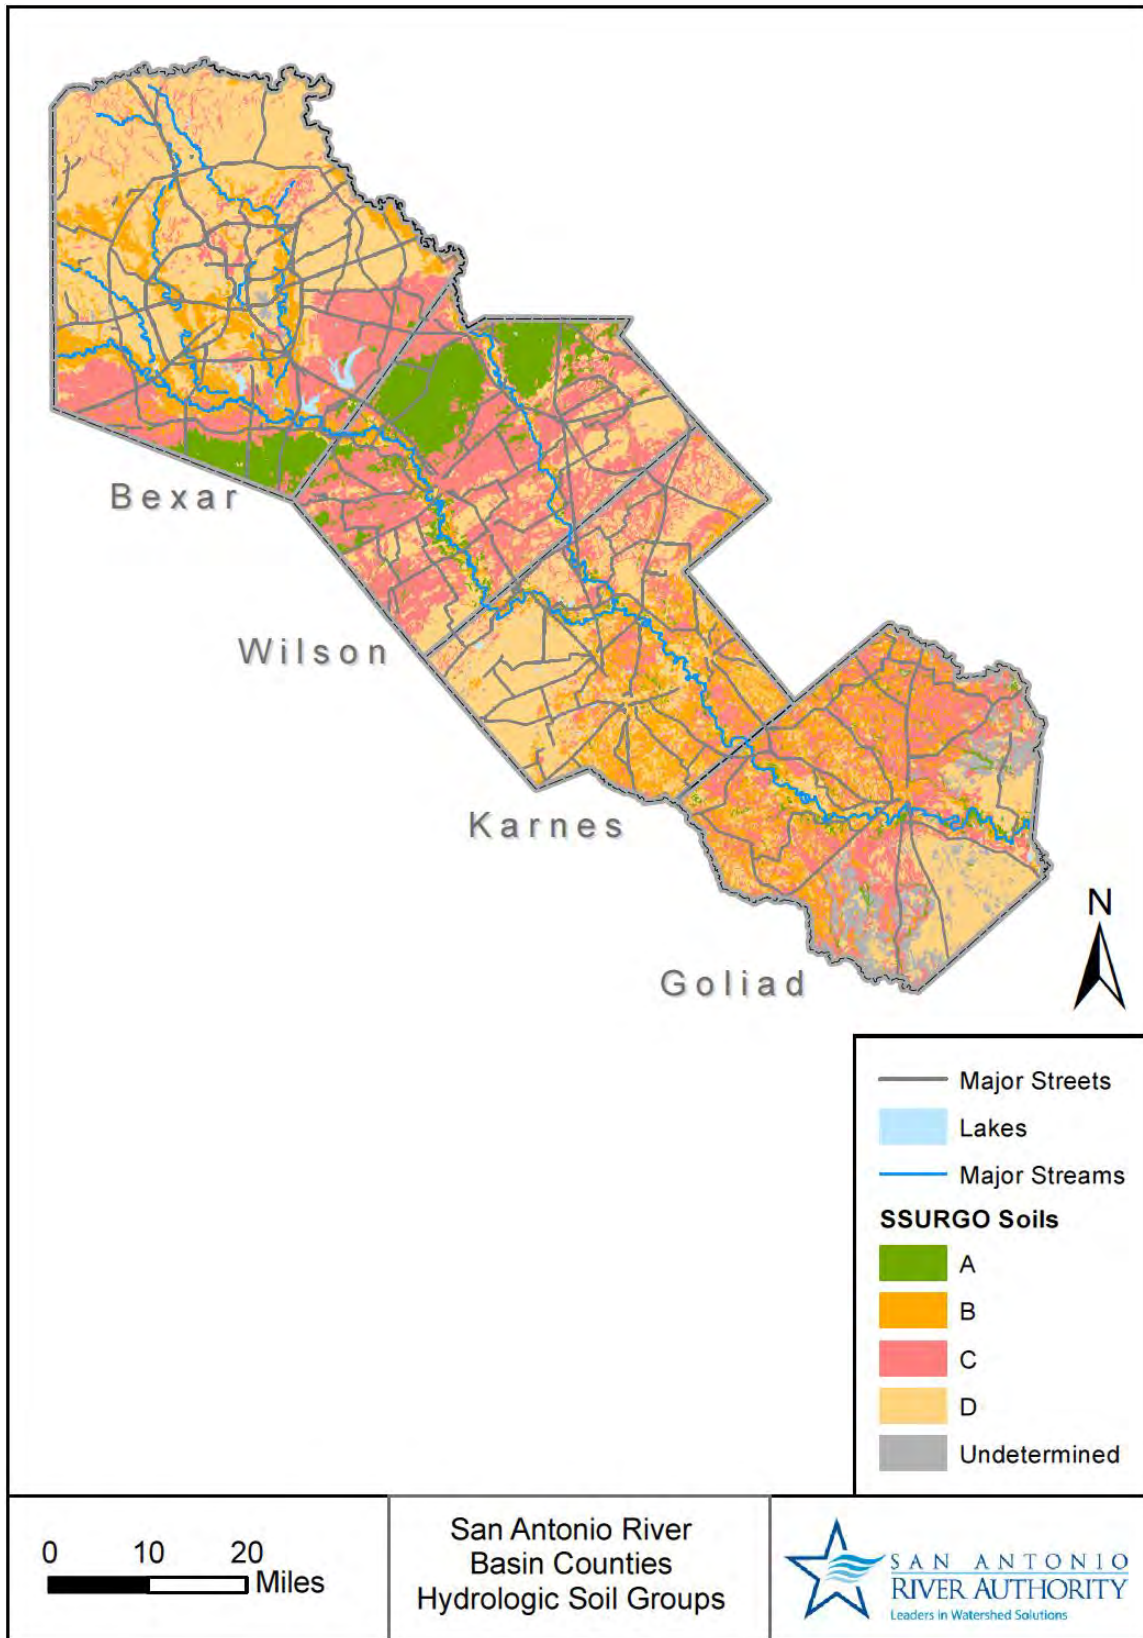 Bexar
Wilson
Karnes
Goliad
N
Major Streets
Lakes
Major Streams
SSURGO Soils
A
B
C
D
Undetermined
0 10 20
Miles
San Antonio River
Basin Counties
Hydrologic Soil Groups
SAN ANTONIO
RIVER AUTHORITY
Leaders in Watershed Solutions